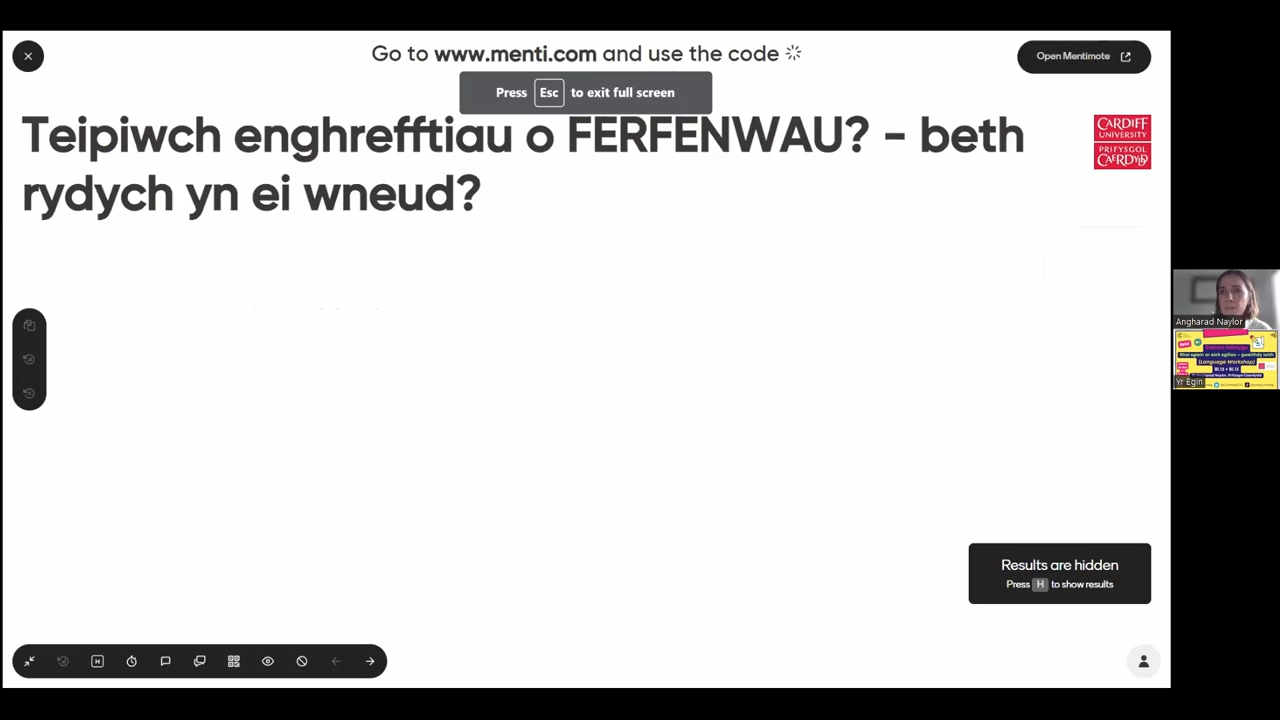 Go to www.menti.com and use the code
Open Mentimote
Press Esc to exit full screen
Teipiwch enghrefftiau o FERFENWAU? - beth
rydych yn ei wneud?
CARDIFF
UNIVERSITY
PRIFYSGOL
CAERDYDD
Angharad Naylor
(Language Workshop)
Yr Egin
Results are hidden
Press H to show results
H